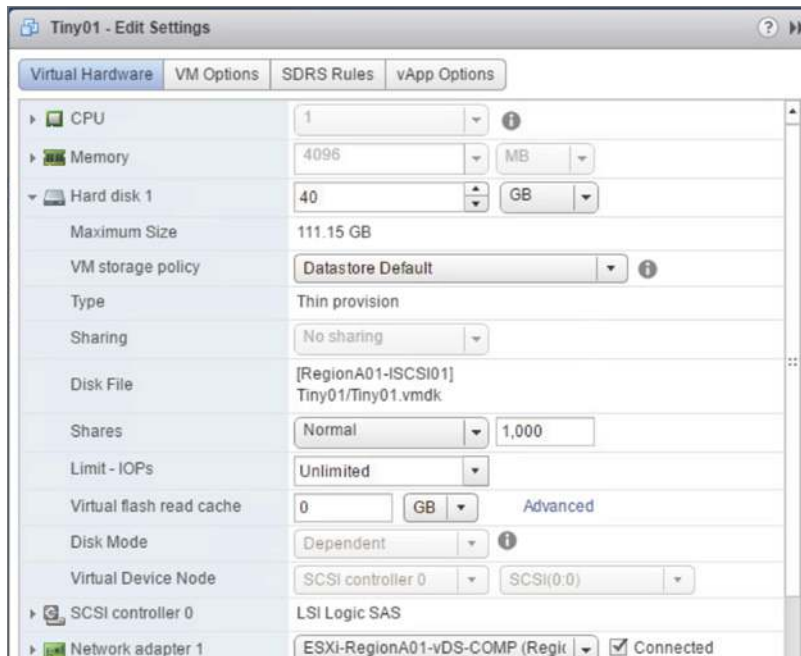 Tiny01 - Edit Settings ?
Virtual Hardware VM Options SDRS Rules vApp Options
CPU 1
Memory 4096 MB
Hard disk 1 40 GB
Maximum Size 111.15 GB
VM storage policy Datastore Default
Type Thin provision
Sharing No sharing
Disk File [RegionA01-ISCSI01]
Tiny01/Tiny01.vmdk
Shares Normal 1,000
Limit - IOPs Unlimited
Virtual flash read cache 0 GB Advanced
Disk Mode Dependent
Virtual Device Node SCSI controller 0 SCSI(0:0)
SCSI controller 0 LSI Logic SAS
Network adapter 1 ESXi-RegionA01-vDS-COMP (Regic Connected